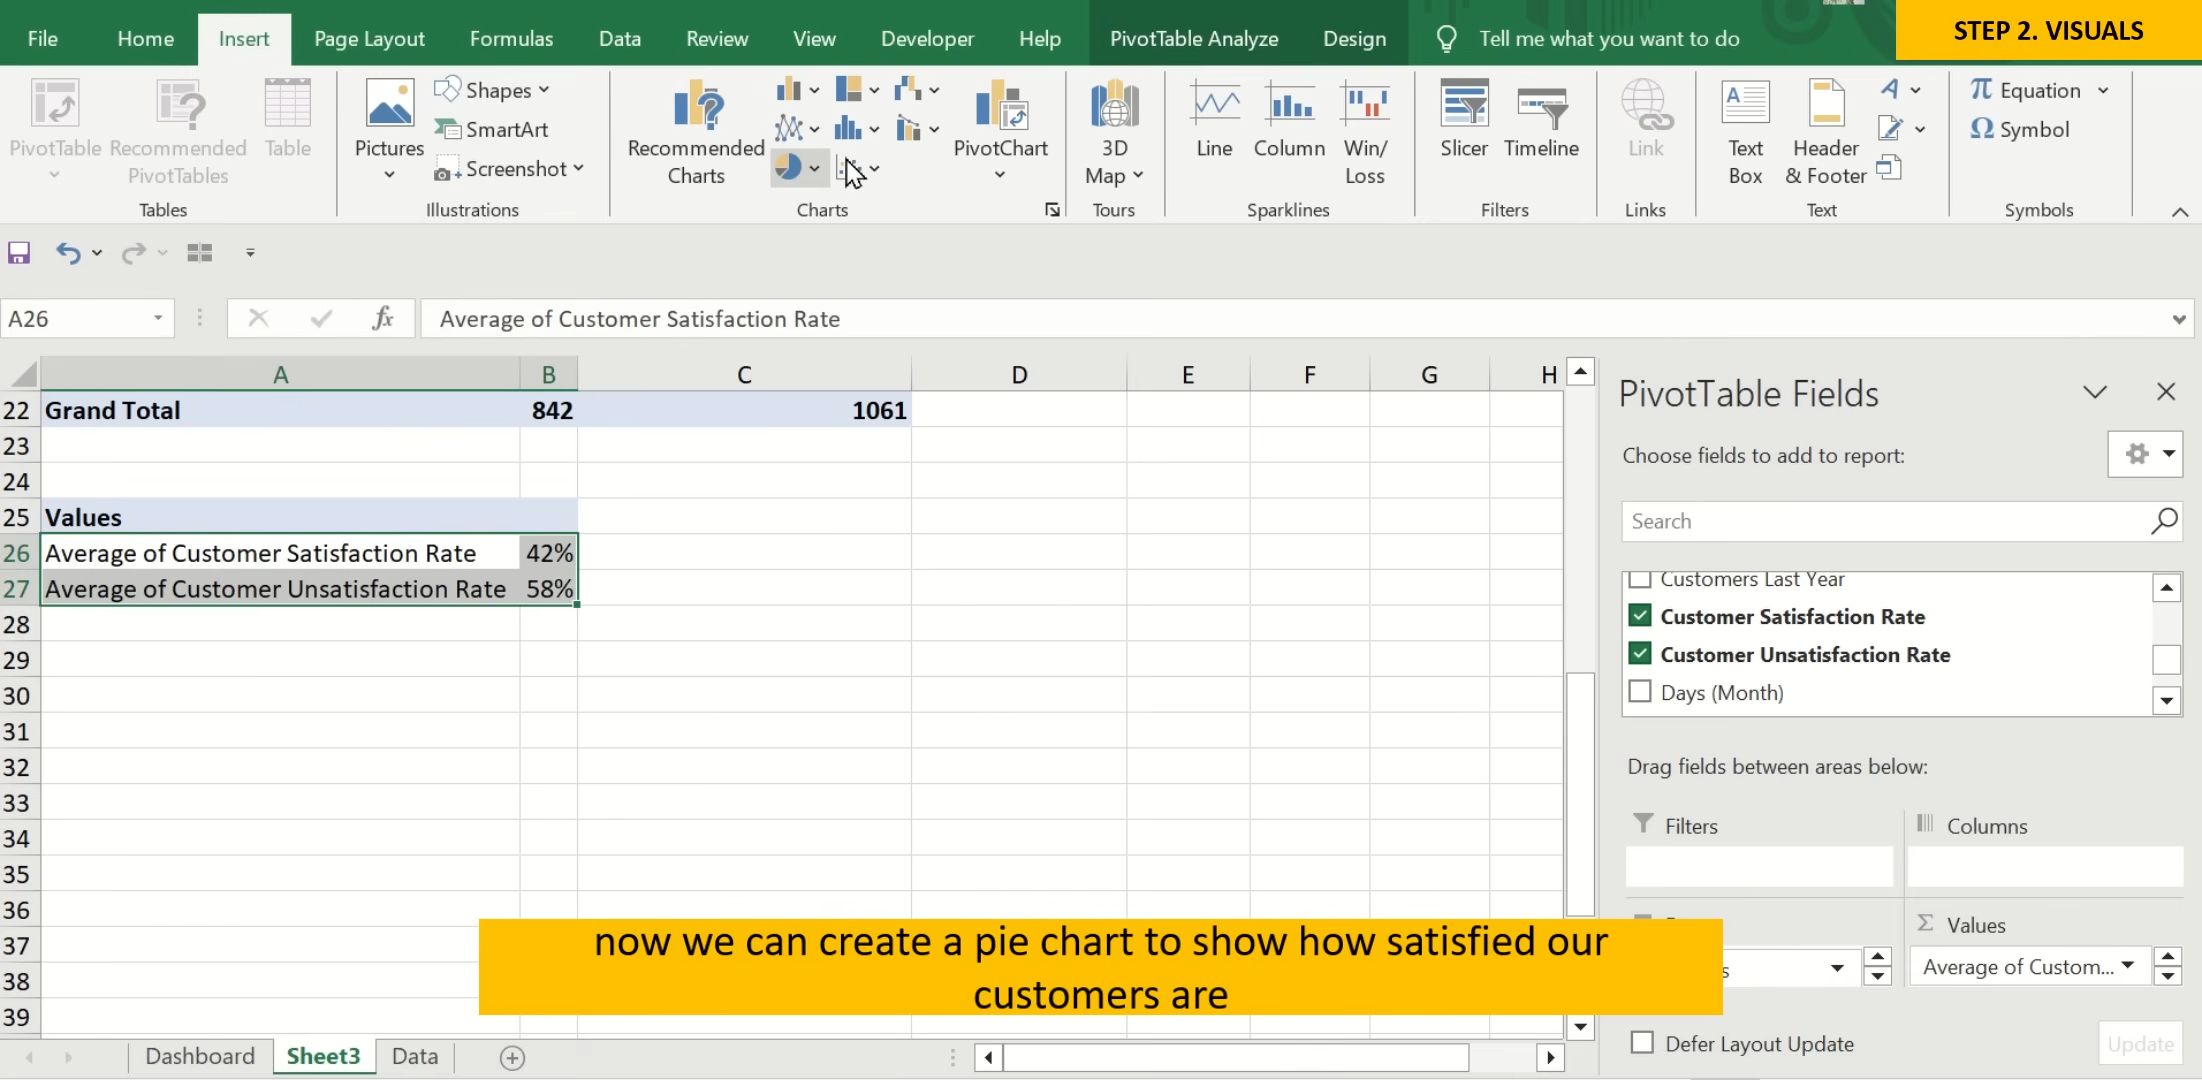 File Home Insert Page Layout Formulas Data Review View Developer Help PivotTable Analyze Design Tell me what you want to do
STEP 2. VISUALS
PivotTable
Recommended
PivotTables
Table
Tables
Pictures
Shapes
SmartArt
Screenshot
Illustrations
Recommended
Charts
PivotChart
Charts
3D
Map
Tours
Line
Column
Win/
Loss
Sparklines
Slicer
Timeline
Filters
Link
Links
Text
Box
Header
& Footer
Text
π Equation
Ω Symbol
Symbols
A26 fx Average of Customer Satisfaction Rate
A B C D E F G H
22 Grand Total 842 1061
23
24
25 Values
26 Average of Customer Satisfaction Rate 42%
27 Average of Customer Unsatisfaction Rate 58%
28
29
30
31
32
33
34
35
36
37
38
39
now we can create a pie chart to show how satisfied our
customers are
Dashboard Sheet3 Data
PivotTable Fields
Choose fields to add to report:
Search
Customers Last Year
Customer Satisfaction Rate
Customer Unsatisfaction Rate
Days (Month)
Drag fields between areas below:
Filters
Columns
Σ Values
Average of Custom...
Defer Layout Update
Update